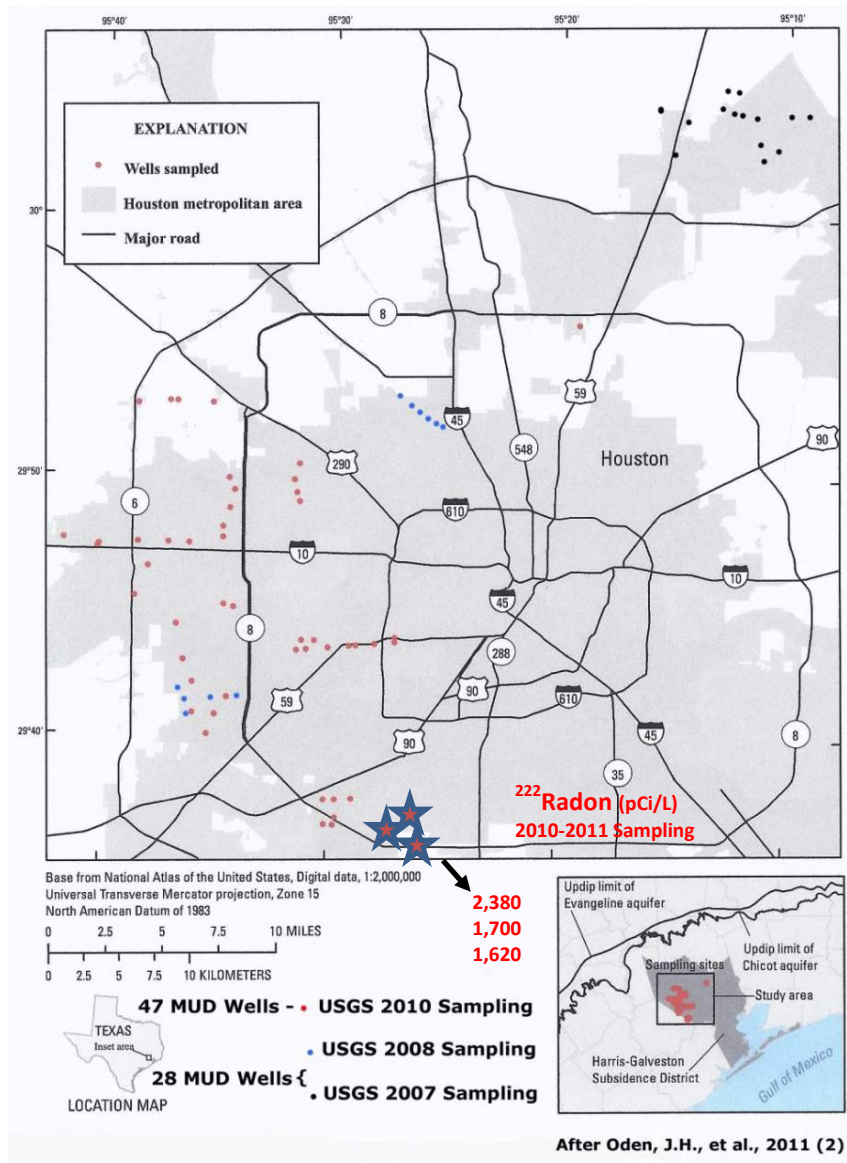 95°40' 95°30' 95°20' 95°10'
EXPLANATION
Wells sampled
Houston metropolitan area
Major road
30°
8
59
45
548
90
290
Houston
29°50'
6
610
10
10
45
8
288
90
59
610
29°40'
90
45
8
35
²²²Radon (pCi/L)
2010-2011 Sampling
Base from National Atlas of the United States, Digital data, 1:2,000,000
Universal Transverse Mercator projection, Zone 15
North American Datum of 1983
0 2.5 5 7.5 10 MILES
0 2.5 5 7.5 10 KILOMETERS
2,380
1,700
1,620
Updip limit of
Evangeline aquifer
Updip limit of
Chicot aquifer
Sampling sites
Study area
Harris-Galveston
Subsidence District
Gulf of Mexico
TEXAS
Inset area
LOCATION MAP
47 MUD Wells - • USGS 2010 Sampling
• USGS 2008 Sampling
28 MUD Wells {
• USGS 2007 Sampling
After Oden, J.H., et al., 2011 (2)